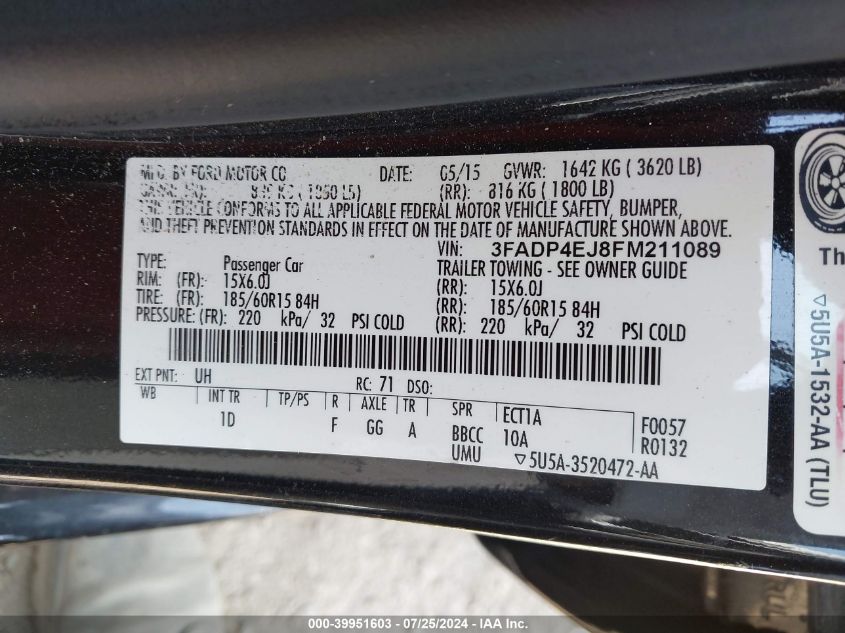 MFD. BY FORD MOTOR CO. DATE: 05/15 GVWR: 1642 KG ( 3620 LB)
(RR): 816 KG ( 1800 LB)
THIS VEHICLE CONFORMS TO ALL APPLICABLE FEDERAL MOTOR VEHICLE SAFETY, BUMPER,
AND THEFT PREVENTION STANDARDS IN EFFECT ON THE DATE OF MANUFACTURE SHOWN ABOVE.
VIN: 3FADP4EJ8FM211089
TYPE: Passenger Car TRAILER TOWING - SEE OWNER GUIDE
RIM: (FR): 15X6.0J (RR): 15X6.0J
TIRE: (FR): 185/60R15 84H (RR): 185/60R15 84H
PRESSURE: (FR): 220 kPa/ 32 PSI COLD (RR): 220 kPa/ 32 PSI COLD
EXT PNT: UH RC: 71 DSO:
WB INT TR TP/PS R AXLE TR SPR ECT1A F0057
1D F GG A BBCC 10A R0132
UMU ▽5U5A-3520472-AA
Th
▽5U5A-1532-AA (TLU)
000-39951603 - 07/25/2024 - IAA Inc.